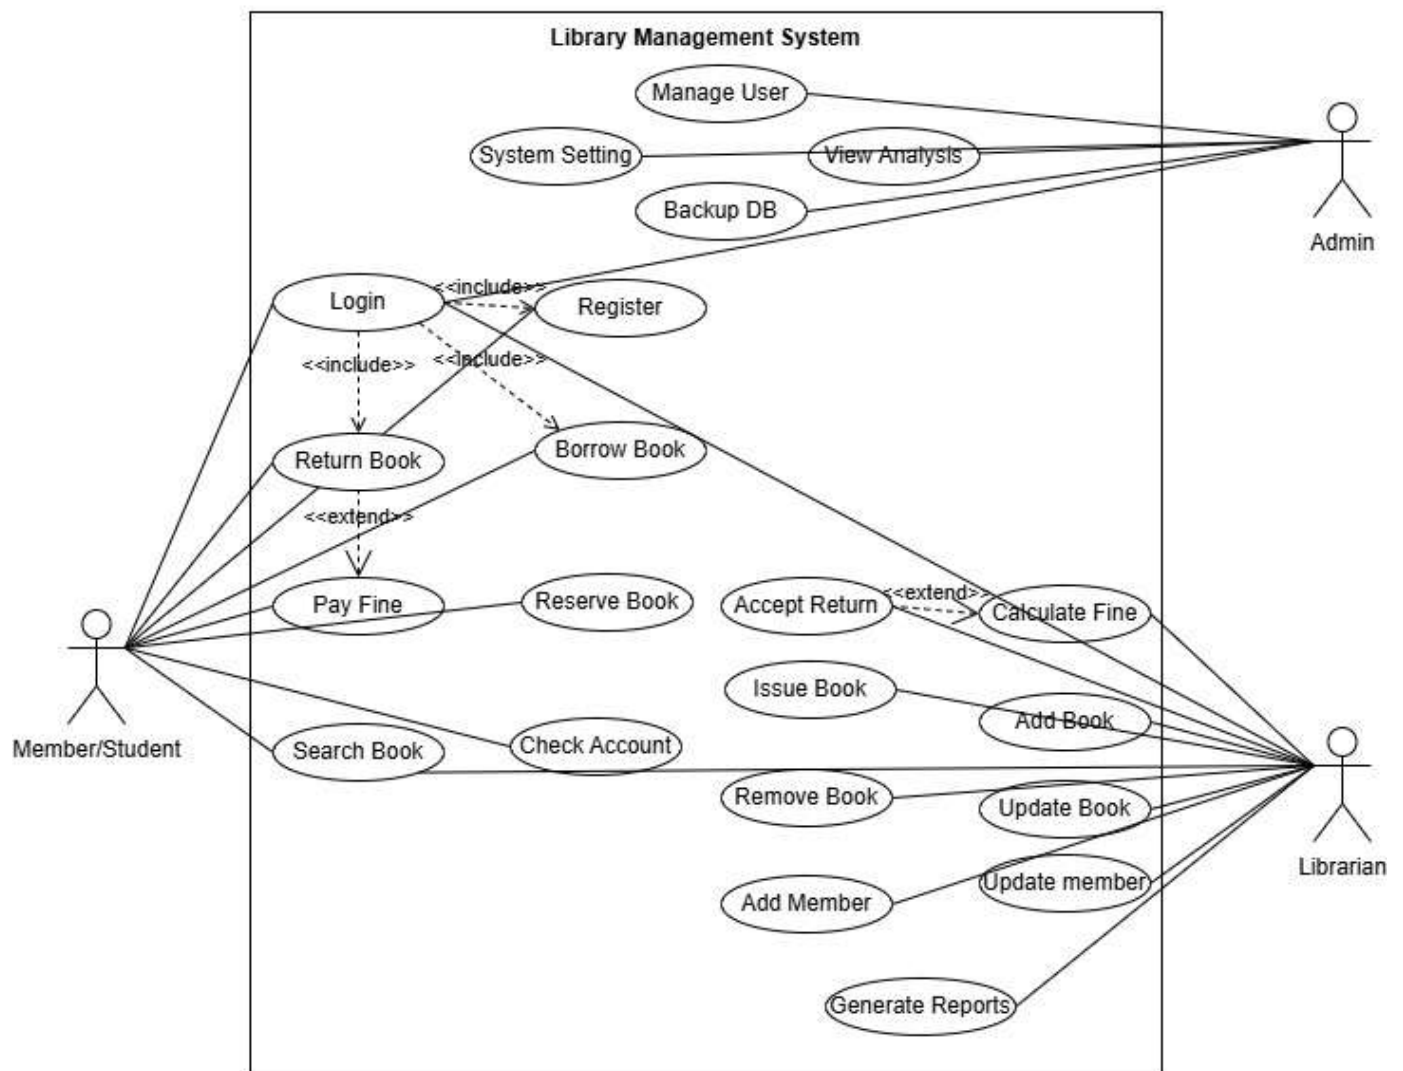 Library Management System
Manage User
System Setting
View Analysis
Backup DB
Admin
Login
<<include>>
Register
<<include>>
<<include>>
Return Book
Borrow Book
<<extend>>
Pay Fine
Reserve Book
Accept Return
<<extend>>
Calculate Fine
Issue Book
Add Book
Member/Student
Search Book
Check Account
Remove Book
Update Book
Librarian
Add Member
Update member
Generate Reports